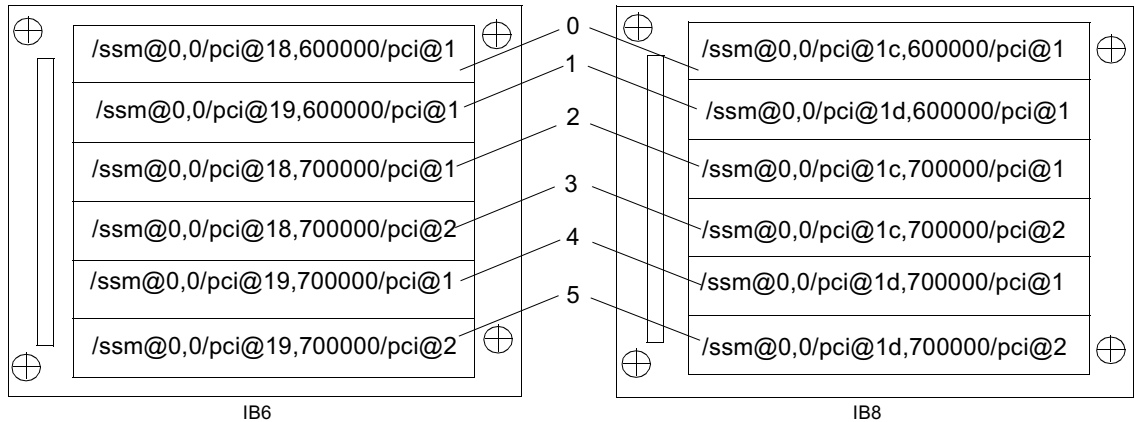 /ssm@0,0/pci@18,600000/pci@1
0
/ssm@0,0/pci@1c,600000/pci@1
/ssm@0,0/pci@19,600000/pci@1
1
/ssm@0,0/pci@1d,600000/pci@1
/ssm@0,0/pci@18,700000/pci@1
2
/ssm@0,0/pci@1c,700000/pci@1
/ssm@0,0/pci@18,700000/pci@2
3
/ssm@0,0/pci@1c,700000/pci@2
/ssm@0,0/pci@19,700000/pci@1
4
/ssm@0,0/pci@1d,700000/pci@1
/ssm@0,0/pci@19,700000/pci@2
5
/ssm@0,0/pci@1d,700000/pci@2
IB6
IB8